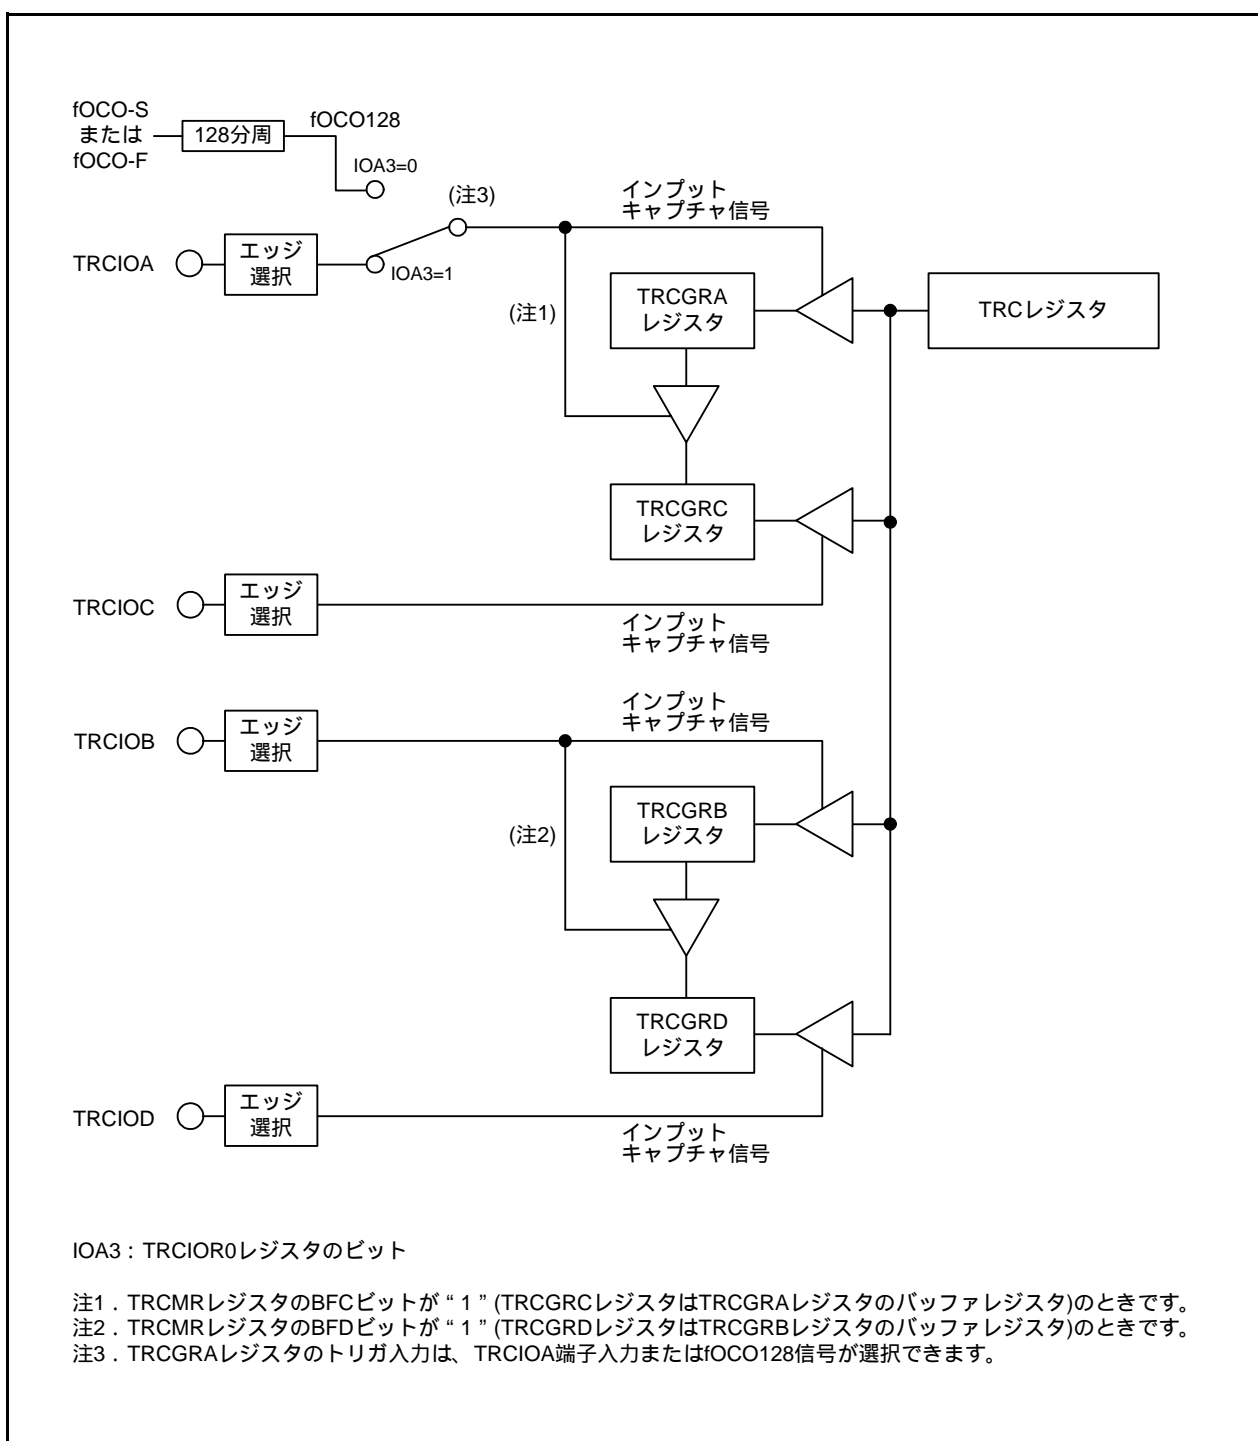 fOCO-S
または
fOCO-F
128分周
fOCO128
IOA3=0
(注3)
インプット
キャプチャ信号
TRCIOA
エッジ
選択
IOA3=1
(注1)
TRCGRA
レジスタ
TRCレジスタ
TRCGRC
レジスタ
TRCIOC
エッジ
選択
インプット
キャプチャ信号
インプット
キャプチャ信号
TRCIOB
エッジ
選択
(注2)
TRCGRB
レジスタ
TRCGRD
レジスタ
TRCIOD
エッジ
選択
インプット
キャプチャ信号
IOA3：TRCIOR0レジスタのビット
注1．TRCMRレジスタのBFCビットが“1”(TRCGRCレジスタはTRCGRAレジスタのバッファレジスタ)のときです。
注2．TRCMRレジスタのBFDビットが“1”(TRCGRDレジスタはTRCGRBレジスタのバッファレジスタ)のときです。
注3．TRCGRAレジスタのトリガ入力は、TRCIOA端子入力またはfOCO128信号が選択できます。